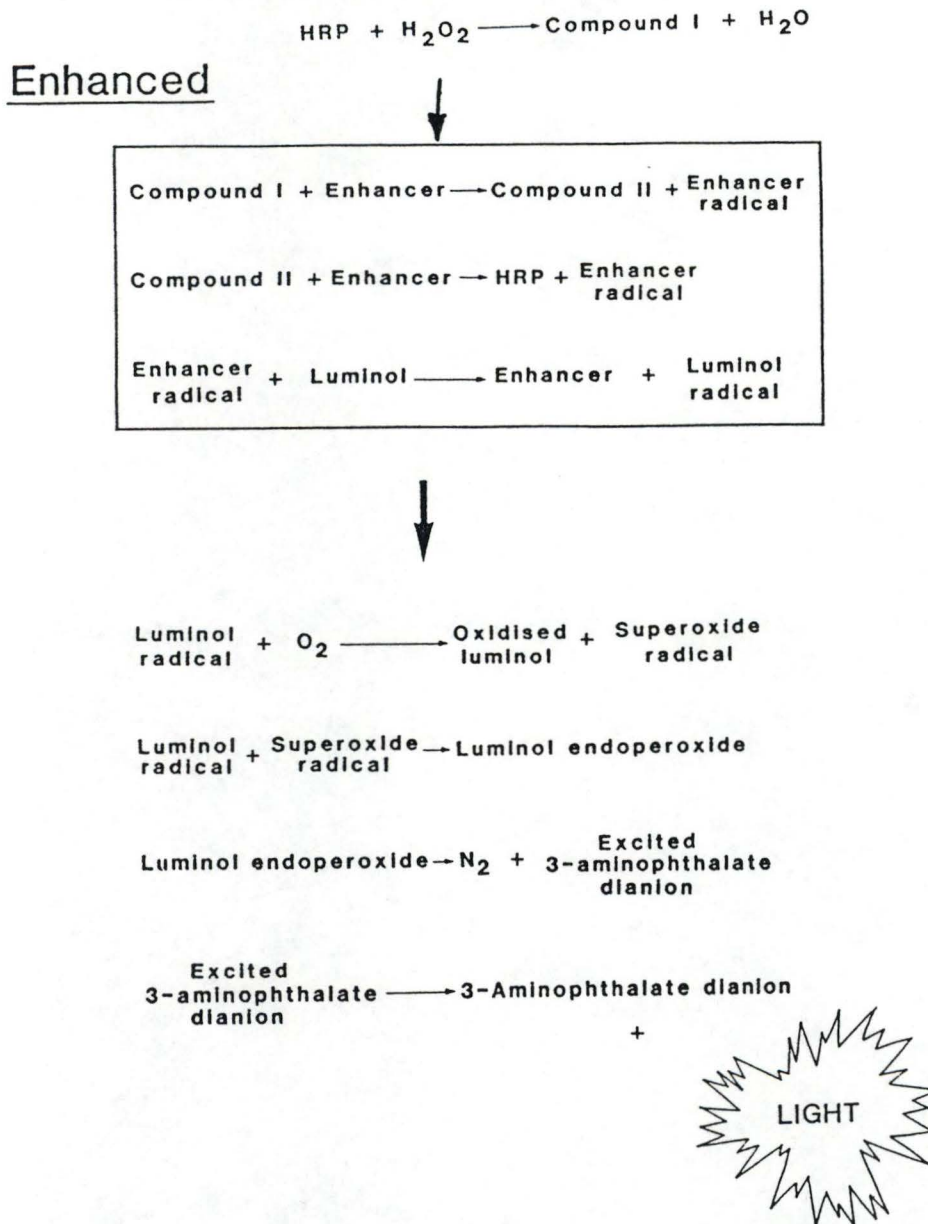 HRP + H2O2 → Compound I + H2O
Enhanced
Compound I + Enhancer → Compound II + Enhancer radical
Compound II + Enhancer → HRP + Enhancer radical
Enhancer radical + Luminol → Enhancer + Luminol radical
Luminol radical + O2 → Oxidised luminol + Superoxide radical
Luminol radical + Superoxide radical → Luminol endoperoxide
Luminol endoperoxide → N2 + Excited 3-aminophthalate dianion
Excited 3-aminophthalate dianion → 3-Aminophthalate dianion
+
LIGHT